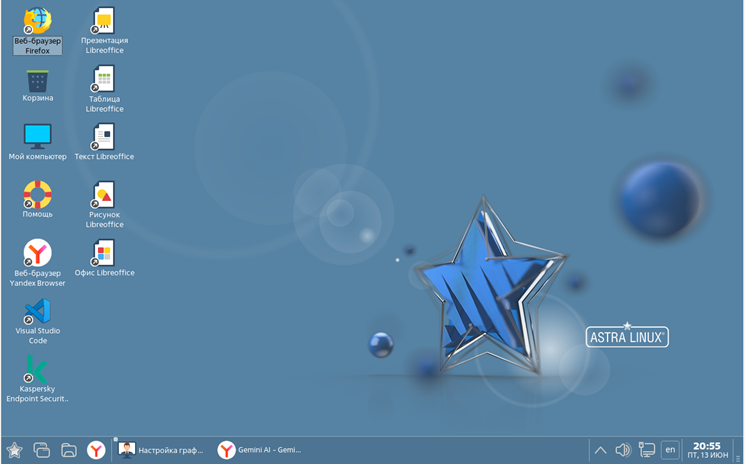 Веб-браузер
Firefox
Презентация
Libreoffice
Корзина
Таблица
Libreoffice
Мой компьютер
Текст Libreoffice
Помощь
Рисунок
Libreoffice
Веб-браузер
Yandex Browser
Офис Libreoffice
Visual Studio
Code
Kaspersky
Endpoint Securit..
ASTRA LINUX®
Настройка граф...
Gemini AI - Gemi...
en
20:55
ПТ, 13 ИЮН